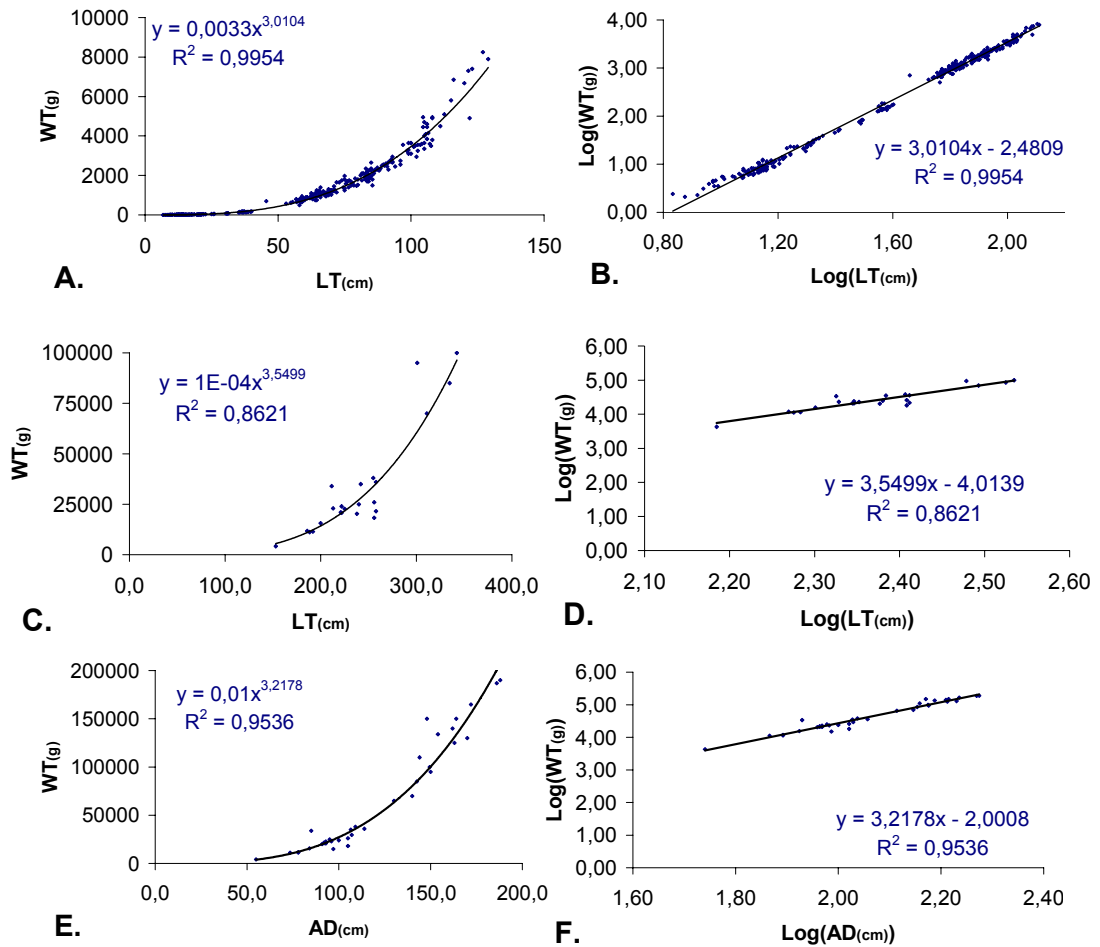 10000
8000
6000
4000
2000
0
WT(g)
y = 0,0033x^3,0104
R² = 0,9954
0 50 100 150
LT(cm)
A.
4,00
3,00
2,00
1,00
0,00
Log(WT(g))
y = 3,0104x - 2,4809
R² = 0,9954
0,80 1,20 1,60 2,00
Log(LT(cm))
B.
100000
75000
50000
25000
0
WT(g)
y = 1E-04x^3,5499
R² = 0,8621
0,0 100,0 200,0 300,0 400,0
LT(cm)
C.
6,00
5,00
4,00
3,00
2,00
1,00
0,00
Log(WT(g))
y = 3,5499x - 4,0139
R² = 0,8621
2,10 2,20 2,30 2,40 2,50 2,60
Log(LT(cm))
D.
200000
150000
100000
50000
0
WT(g)
y = 0,01x^3,2178
R² = 0,9536
0,0 50,0 100,0 150,0 200,0
AD(cm)
E.
6,00
5,00
4,00
3,00
2,00
1,00
0,00
Log(WT(g))
y = 3,2178x - 2,0008
R² = 0,9536
1,60 1,80 2,00 2,20 2,40
Log(AD(cm))
F.